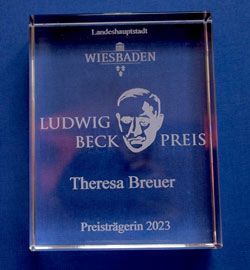 Landeshauptstadt
WIESBADEN
LUDWIG
BECK PREIS
Theresa Breuer
Preisträgerin 2023